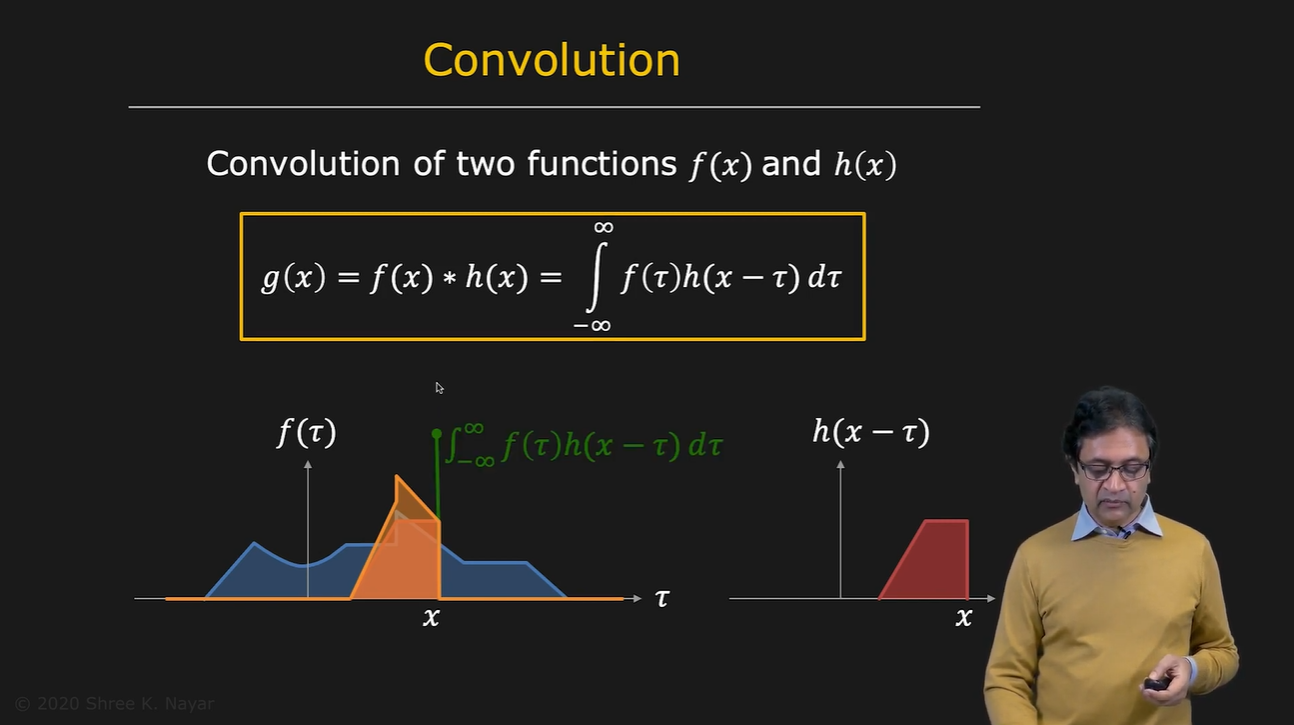 Convolution
Convolution of two functions f(x) and h(x)
g(x) = f(x) ∗ h(x) = ∫_{−∞}^{∞} f(τ)h(x − τ) dτ
f(τ)
∫_{−∞}^{∞} f(τ)h(x − τ) dτ
h(x − τ)
τ
x
x
© 2020 Shree K. Nayar